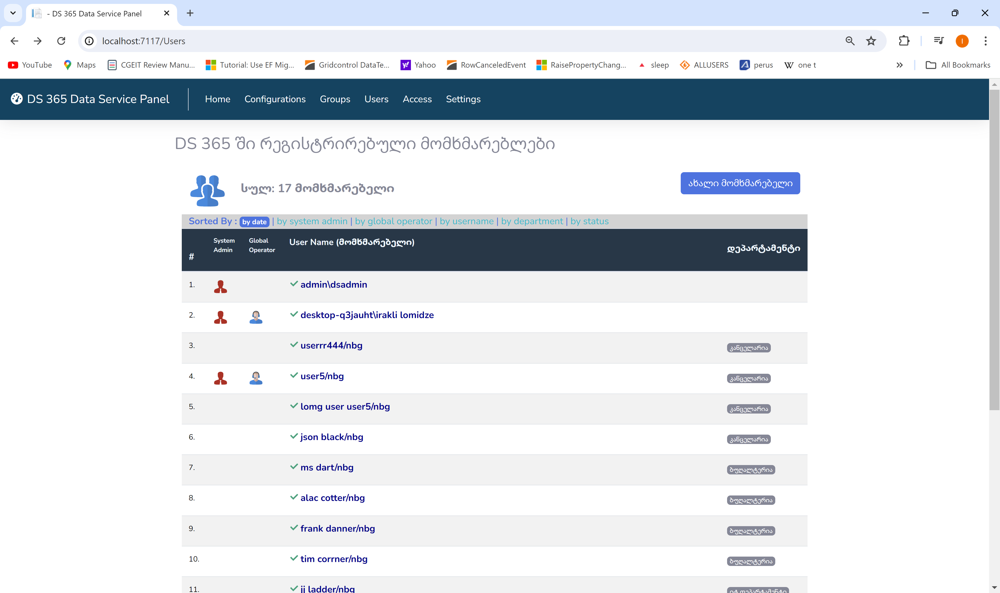 - DS 365 Data Service Panel
localhost:7117/Users
YouTube Maps CGEIT Review Manu... Tutorial: Use EF Mig... Gridcontrol DataTe... Yahoo RowCanceledEvent RaisePropertyChang... sleep ALLUSERS perus one t All Bookmarks
DS 365 Data Service Panel Home Configurations Groups Users Access Settings
DS 365 ში რეგისტრირებული მომხმარებლები
სულ: 17 მომხმარებელი
ახალი მომხმარებელი
Sorted By : by date | by system admin | by global operator | by username | by department | by status
# System Admin Global Operator User Name (მომხმარებელი) დეპარტამენტი
1. admin\dsadmin
2. desktop-q3jauht\irakli lomidze
3. userrr444/nbg კანცელარია
4. user5/nbg კანცელარია
5. lomg user user5/nbg კანცელარია
6. json black/nbg კანცელარია
7. ms dart/nbg ბუღალტერია
8. alac cotter/nbg ბუღალტერია
9. frank danner/nbg ბუღალტერია
10. tim corrner/nbg ბუღალტერია
11. jj ladder/nbg იტ დეპარტამენტი